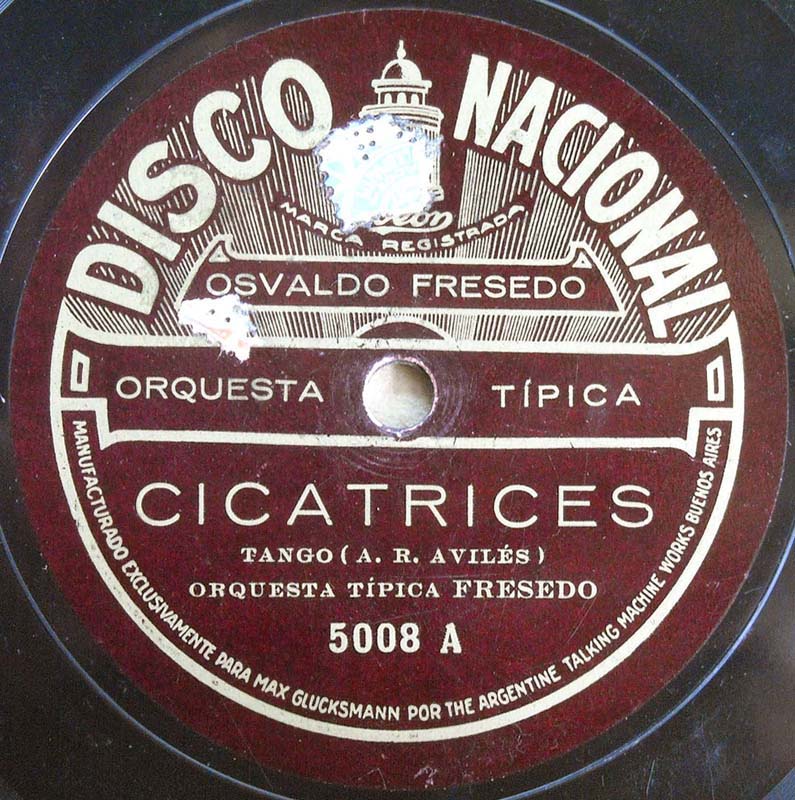 DISCO NACIONAL
MARCA REGISTRADA
OSVALDO FRESEDO
ORQUESTA TÍPICA
CICATRICES
TANGO (A. R. AVILÉS)
ORQUESTA TÍPICA FRESEDO
5008 A
MANUFACTURADO EXCLUSIVAMENTE PARA MAX GLUCKSMANN POR THE ARGENTINE TALKING MACHINE WORKS BUENOS AIRES